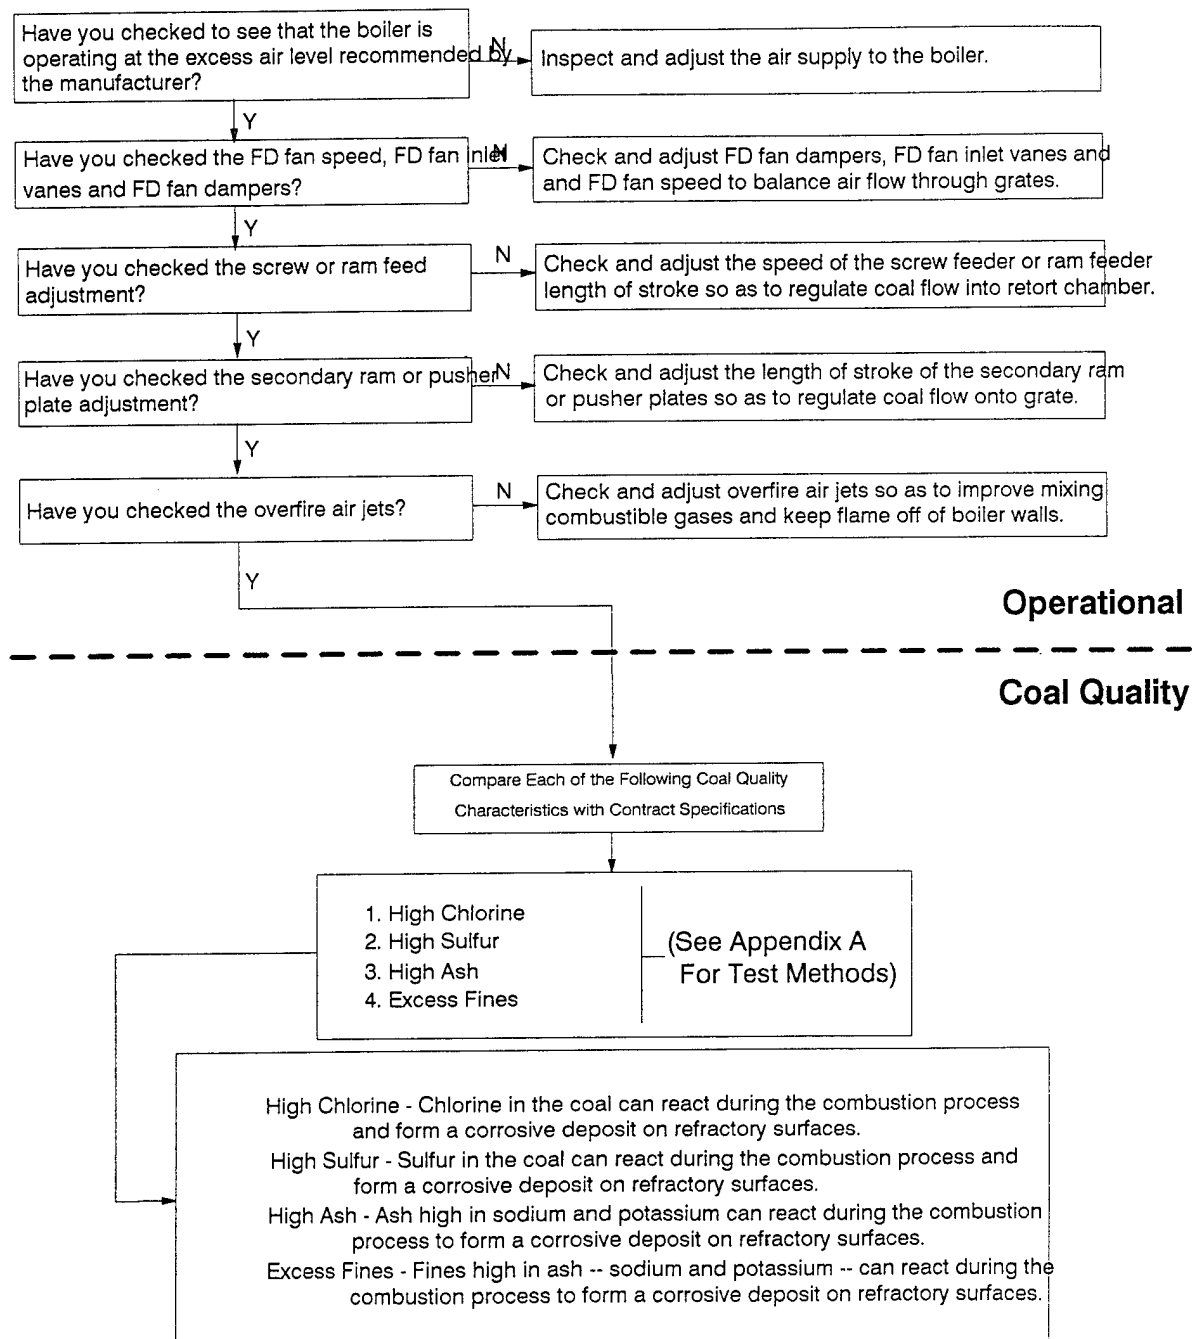 Have you checked to see that the boiler is
operating at the excess air level recommended by
the manufacturer?
N
Inspect and adjust the air supply to the boiler.
Y
Have you checked the FD fan speed, FD fan inlet
vanes and FD fan dampers?
N
Check and adjust FD fan dampers, FD fan inlet vanes and
and FD fan speed to balance air flow through grates.
Y
Have you checked the screw or ram feed
adjustment?
N
Check and adjust the speed of the screw feeder or ram feeder
length of stroke so as to regulate coal flow into retort chamber.
Y
Have you checked the secondary ram or pusher
plate adjustment?
N
Check and adjust the length of stroke of the secondary ram
or pusher plates so as to regulate coal flow onto grate.
Y
Have you checked the overfire air jets?
N
Check and adjust overfire air jets so as to improve mixing
combustible gases and keep flame off of boiler walls.
Y
Operational
Coal Quality
Compare Each of the Following Coal Quality
Characteristics with Contract Specifications
1. High Chlorine
2. High Sulfur
3. High Ash
4. Excess Fines
(See Appendix A
For Test Methods)
High Chlorine - Chlorine in the coal can react during the combustion process
and form a corrosive deposit on refractory surfaces.
High Sulfur - Sulfur in the coal can react during the combustion process and
form a corrosive deposit on refractory surfaces.
High Ash - Ash high in sodium and potassium can react during the combustion
process to form a corrosive deposit on refractory surfaces.
Excess Fines - Fines high in ash -- sodium and potassium -- can react during the
combustion process to form a corrosive deposit on refractory surfaces.